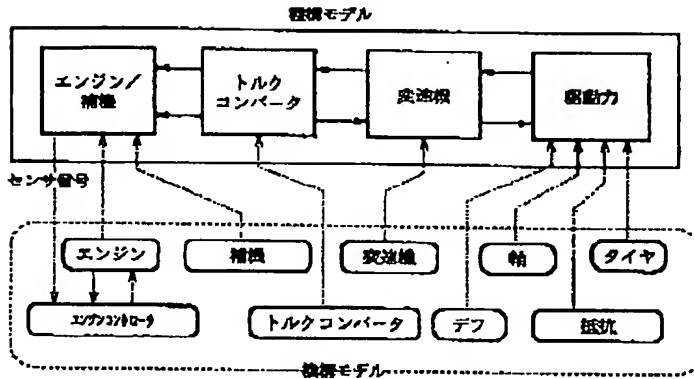 機構モデル
エンジン/
補機
トルク
コンバータ
変速機
駆動力
センサ信号
エンジン
補機
変速機
軸
タイヤ
エンジンコントローラ
トルクコンバータ
デフ
抵抗
機構モデル